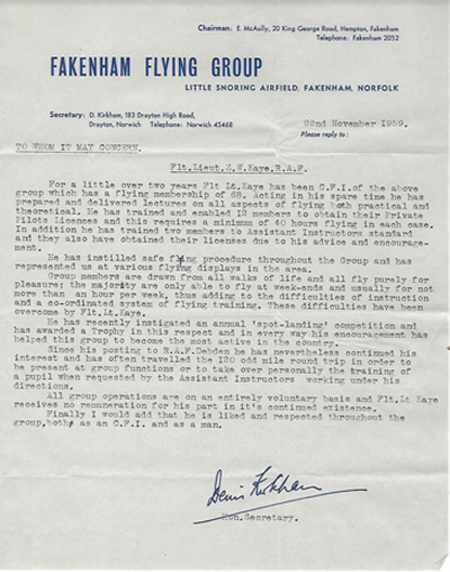 Chairman: E. McAully, 20 King George Road, Hempton, Fakenham
Telephone: Fakenham 2052
FAKENHAM FLYING GROUP
LITTLE SNORING AIRFIELD, FAKENHAM, NORFOLK
Secretary: D. Kirkham, 183 Drayton High Road,
Drayton, Norwich Telephone: Norwich 45468
22nd November 1959.
Please reply to:
TO WHOM IT MAY CONCERN.
Flt.Lieut.Z.W.Kaye.R.A.F.
For a little over two years Flt Lt.Kaye has been C.F.I.of the above
group which has a flying membership of 68. Acting in his spare time he has
prepared and delivered lectures on all aspects of flying both practical and
theoretical. He has trained and enabled 12 members to obtain their Private
Pilots Licences and this requires a minimum of 40 hours flying in each case.
In addition he has trained two members to Assistant Instructors standard
and they also have obtained their licenses due to his advice and encourage-
ment.
He has instilled safe flying procedure throughout the Group and has
represented us at various flying displays in the area.
Group members are drawn from all walks of life and all fly purely for
pleasure; the majority are only able to fly at week-ends and usually for not
more than an hour per week, thus adding to the difficulties of instruction
and a co-ordinated system of flying training. These difficulties have been
overcome by Flt.Lt.Kaye.
He has recently instigated an annual 'spot-landing' competition and
has awarded a Trophy in this respect and in every way his encouragement has
helped this group to become the most active in the country.
Since his posting to R.A.F.Debden he has nevertheless continued his
interest and has often travelled the 120 odd mile round trip in order to
be present at group functions or to take over personally the training of
a pupil when requested by the Assistant Instructors working under his
directions.
All group operations are on an entirely voluntary basis and Flt.Lt Kaye
receives no remuneration for his part in it's continued existence.
Finally I would add that he is liked and respected throughout the
group,both as an C.F.I. and as a man.
Denis Kirkham
Hon.Secretary.